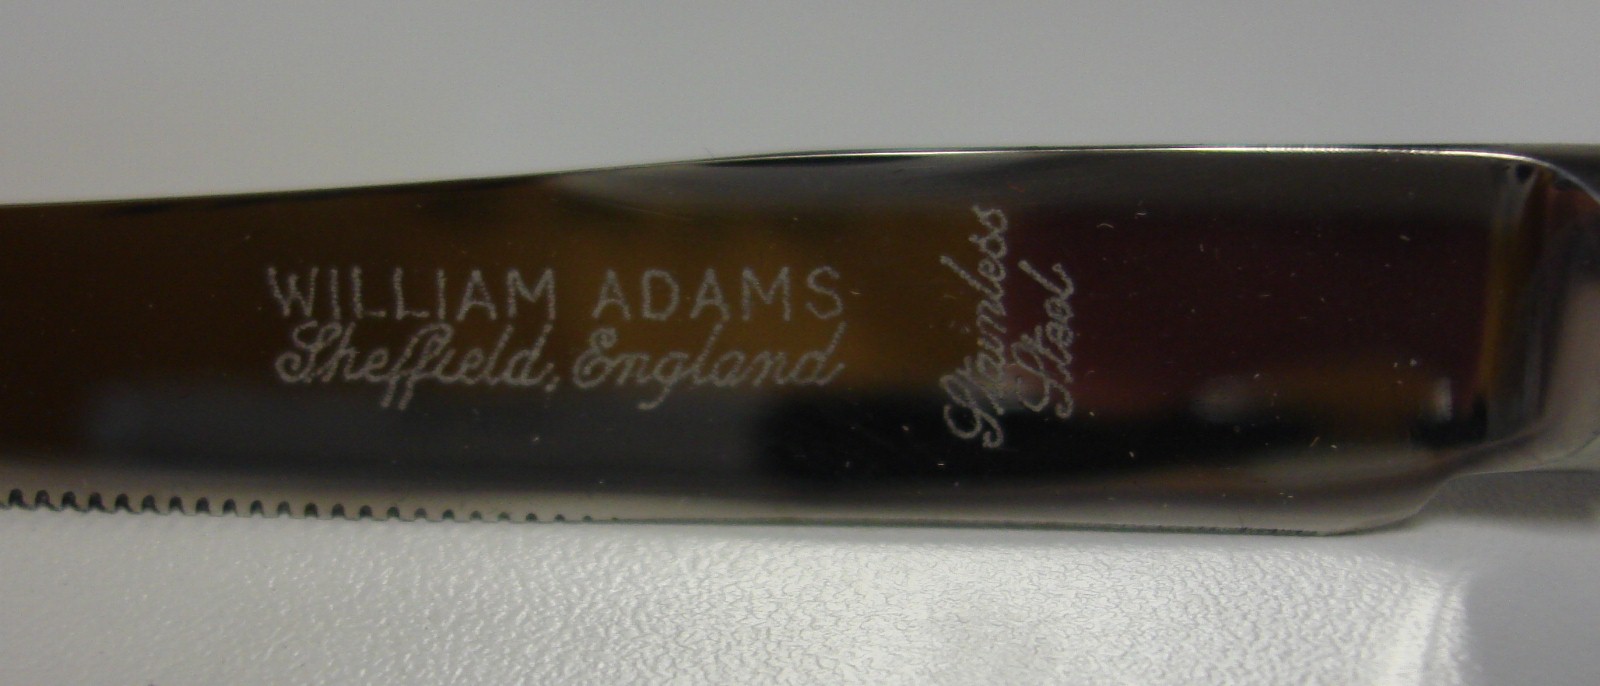 WILLIAM ADAMS
Sheffield, England
Stainless
Steel